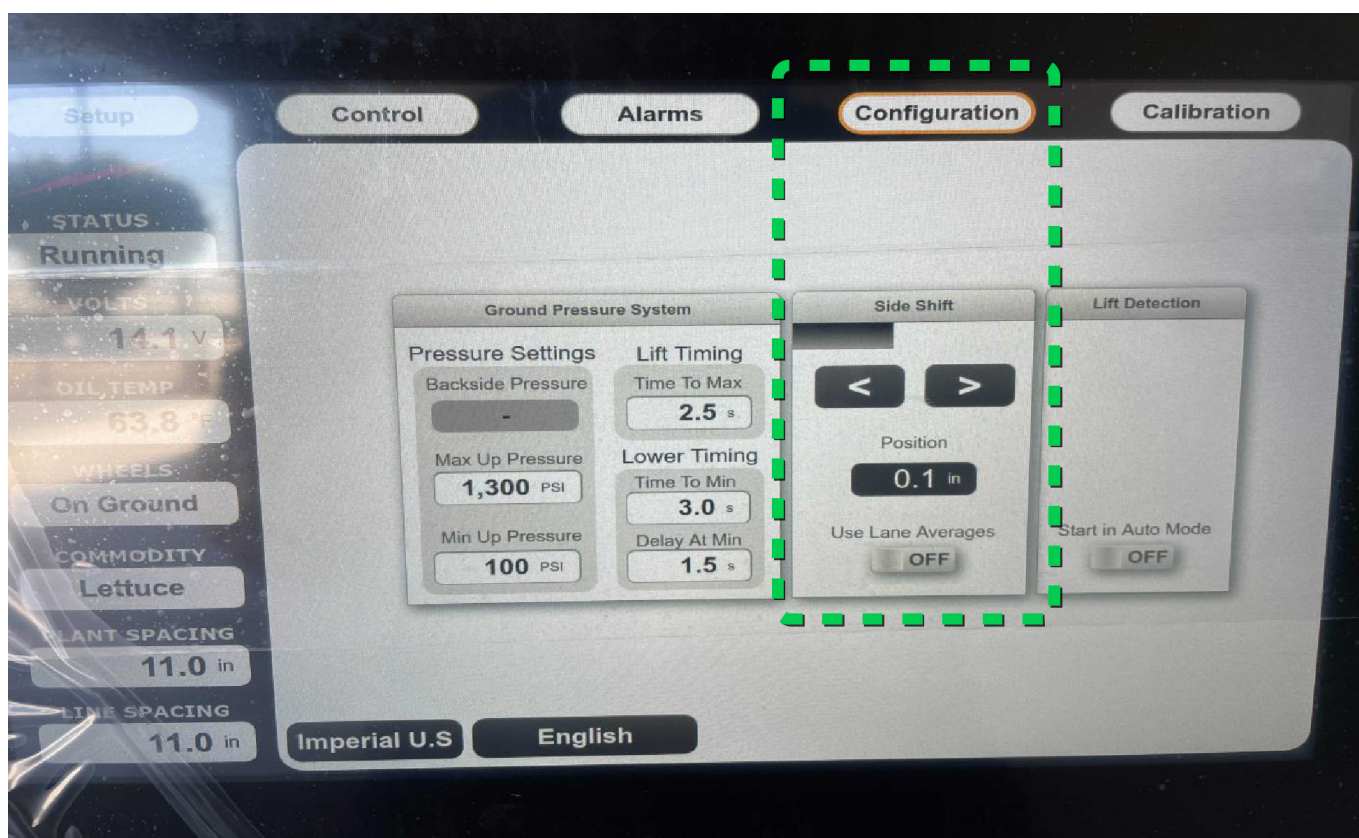 Setup
Control
Alarms
Configuration
Calibration
STATUS
Running
VOLTS
14.1 V
OIL TEMP
63.8 °F
WHEELS
On Ground
COMMODITY
Lettuce
PLANT SPACING
11.0 in
LINE SPACING
11.0 in
Ground Pressure System
Pressure Settings
Backside Pressure
-
Max Up Pressure
1,300 PSI
Min Up Pressure
100 PSI
Lift Timing
Time To Max
2.5 s
Lower Timing
Time To Min
3.0 s
Delay At Min
1.5 s
Side Shift
< >
Position
0.1 in
Use Lane Averages
OFF
Lift Detection
Start in Auto Mode
OFF
Imperial U.S
English